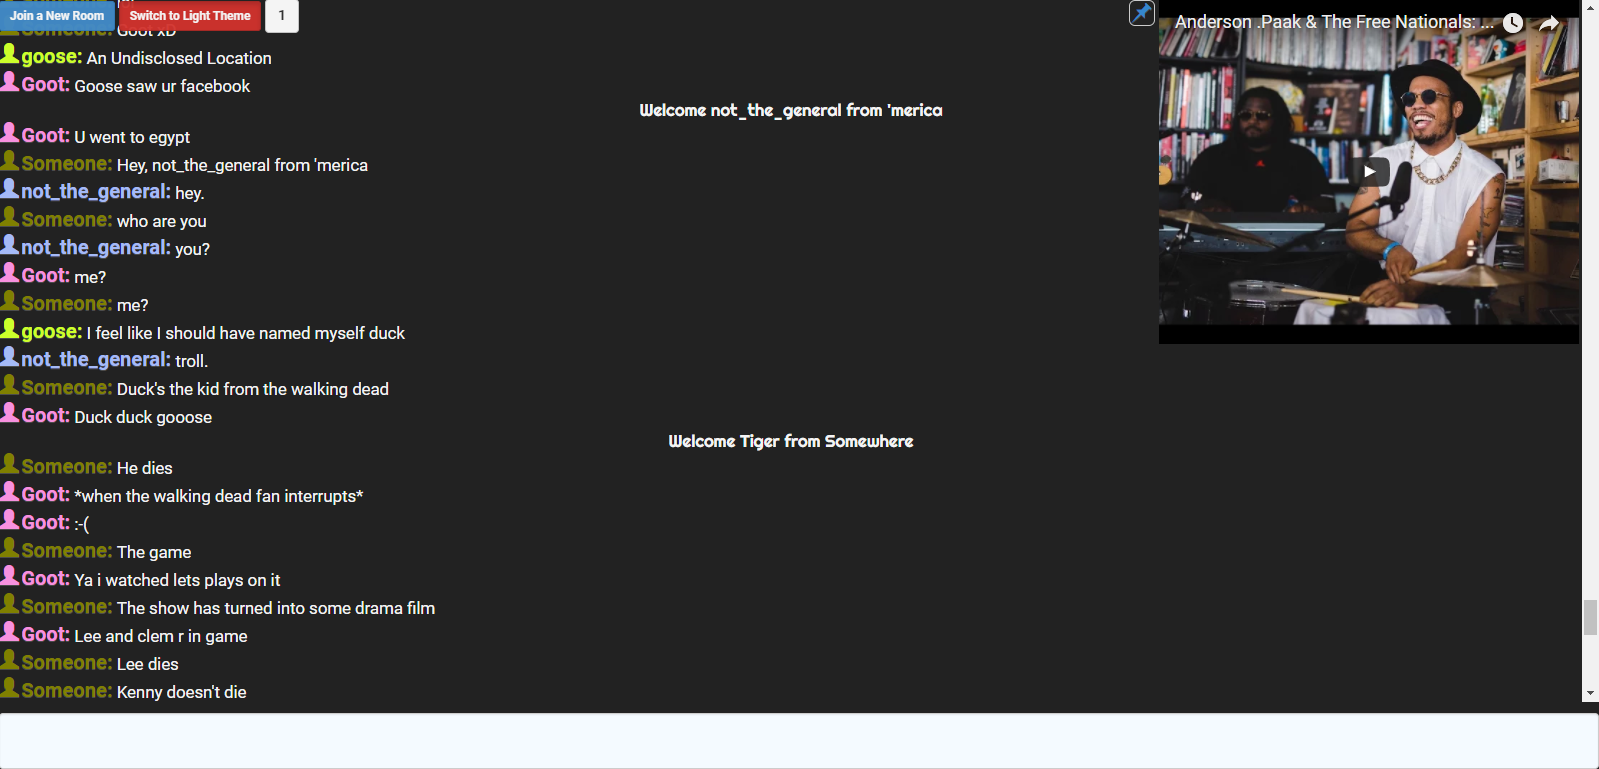 Join a New Room
Switch to Light Theme
1
Someone: Goot xD
goose: An Undisclosed Location
Goot: Goose saw ur facebook
Welcome not_the_general from 'merica
Goot: U went to egypt
Someone: Hey, not_the_general from 'merica
not_the_general: hey.
Someone: who are you
not_the_general: you?
Goot: me?
Someone: me?
goose: I feel like I should have named myself duck
not_the_general: troll.
Someone: Duck's the kid from the walking dead
Goot: Duck duck gooose
Welcome Tiger from Somewhere
Someone: He dies
Goot: *when the walking dead fan interrupts*
Goot: :-(
Someone: The game
Goot: Ya i watched lets plays on it
Someone: The show has turned into some drama film
Goot: Lee and clem r in game
Someone: Lee dies
Someone: Kenny doesn't die
Anderson .Paak & The Free Nationals: ...